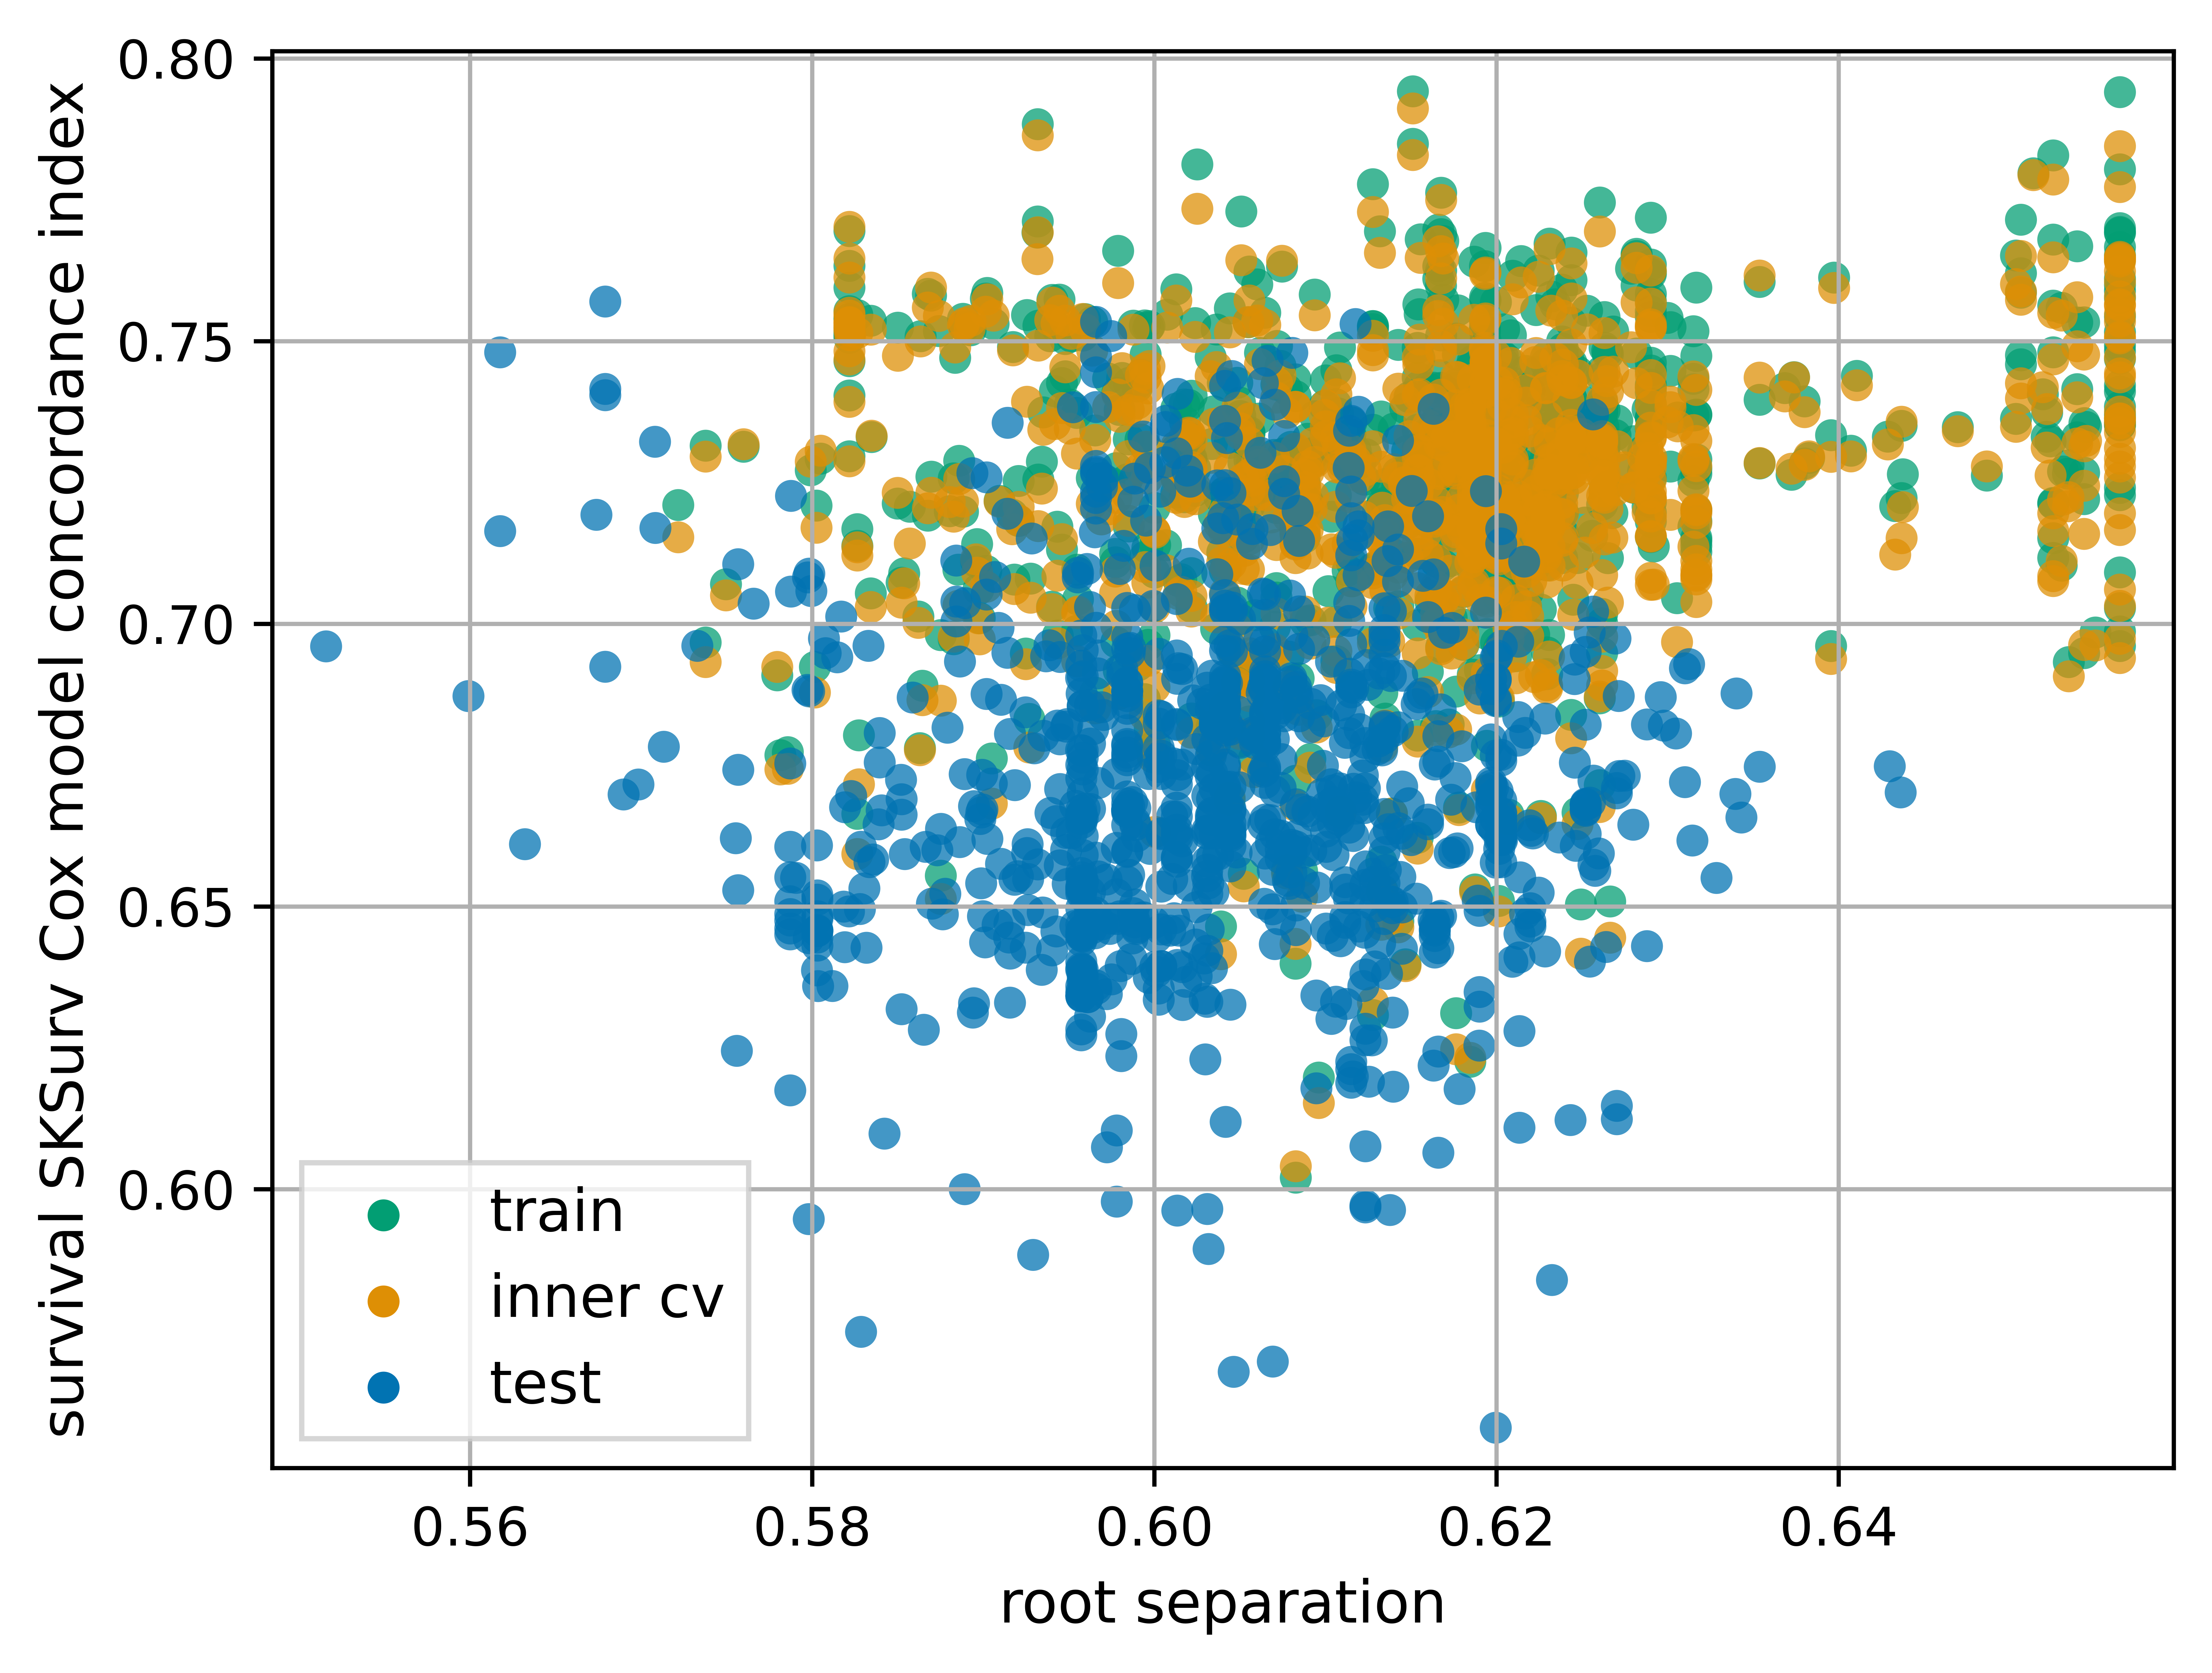 survival SKSurv Cox model concordance index
0.80
0.75
0.70
0.65
0.60
train
inner cv
test
0.56 0.58 0.60 0.62 0.64
root separation